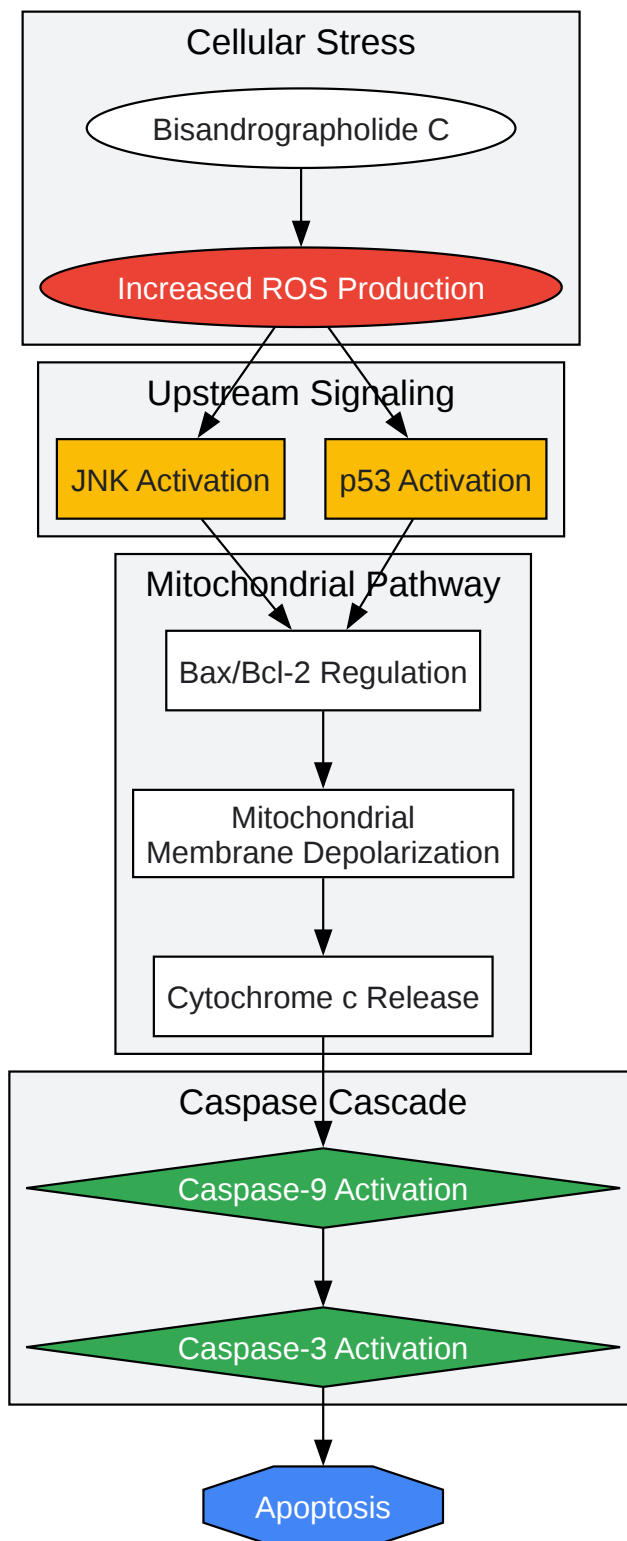 Cellular Stress
Bisandrographolide C
Increased ROS Production
Upstream Signaling
JNK Activation
p53 Activation
Mitochondrial Pathway
Bax/Bcl-2 Regulation
Mitochondrial
Membrane Depolarization
Cytochrome c Release
Caspase Cascade
Caspase-9 Activation
Caspase-3 Activation
Apoptosis